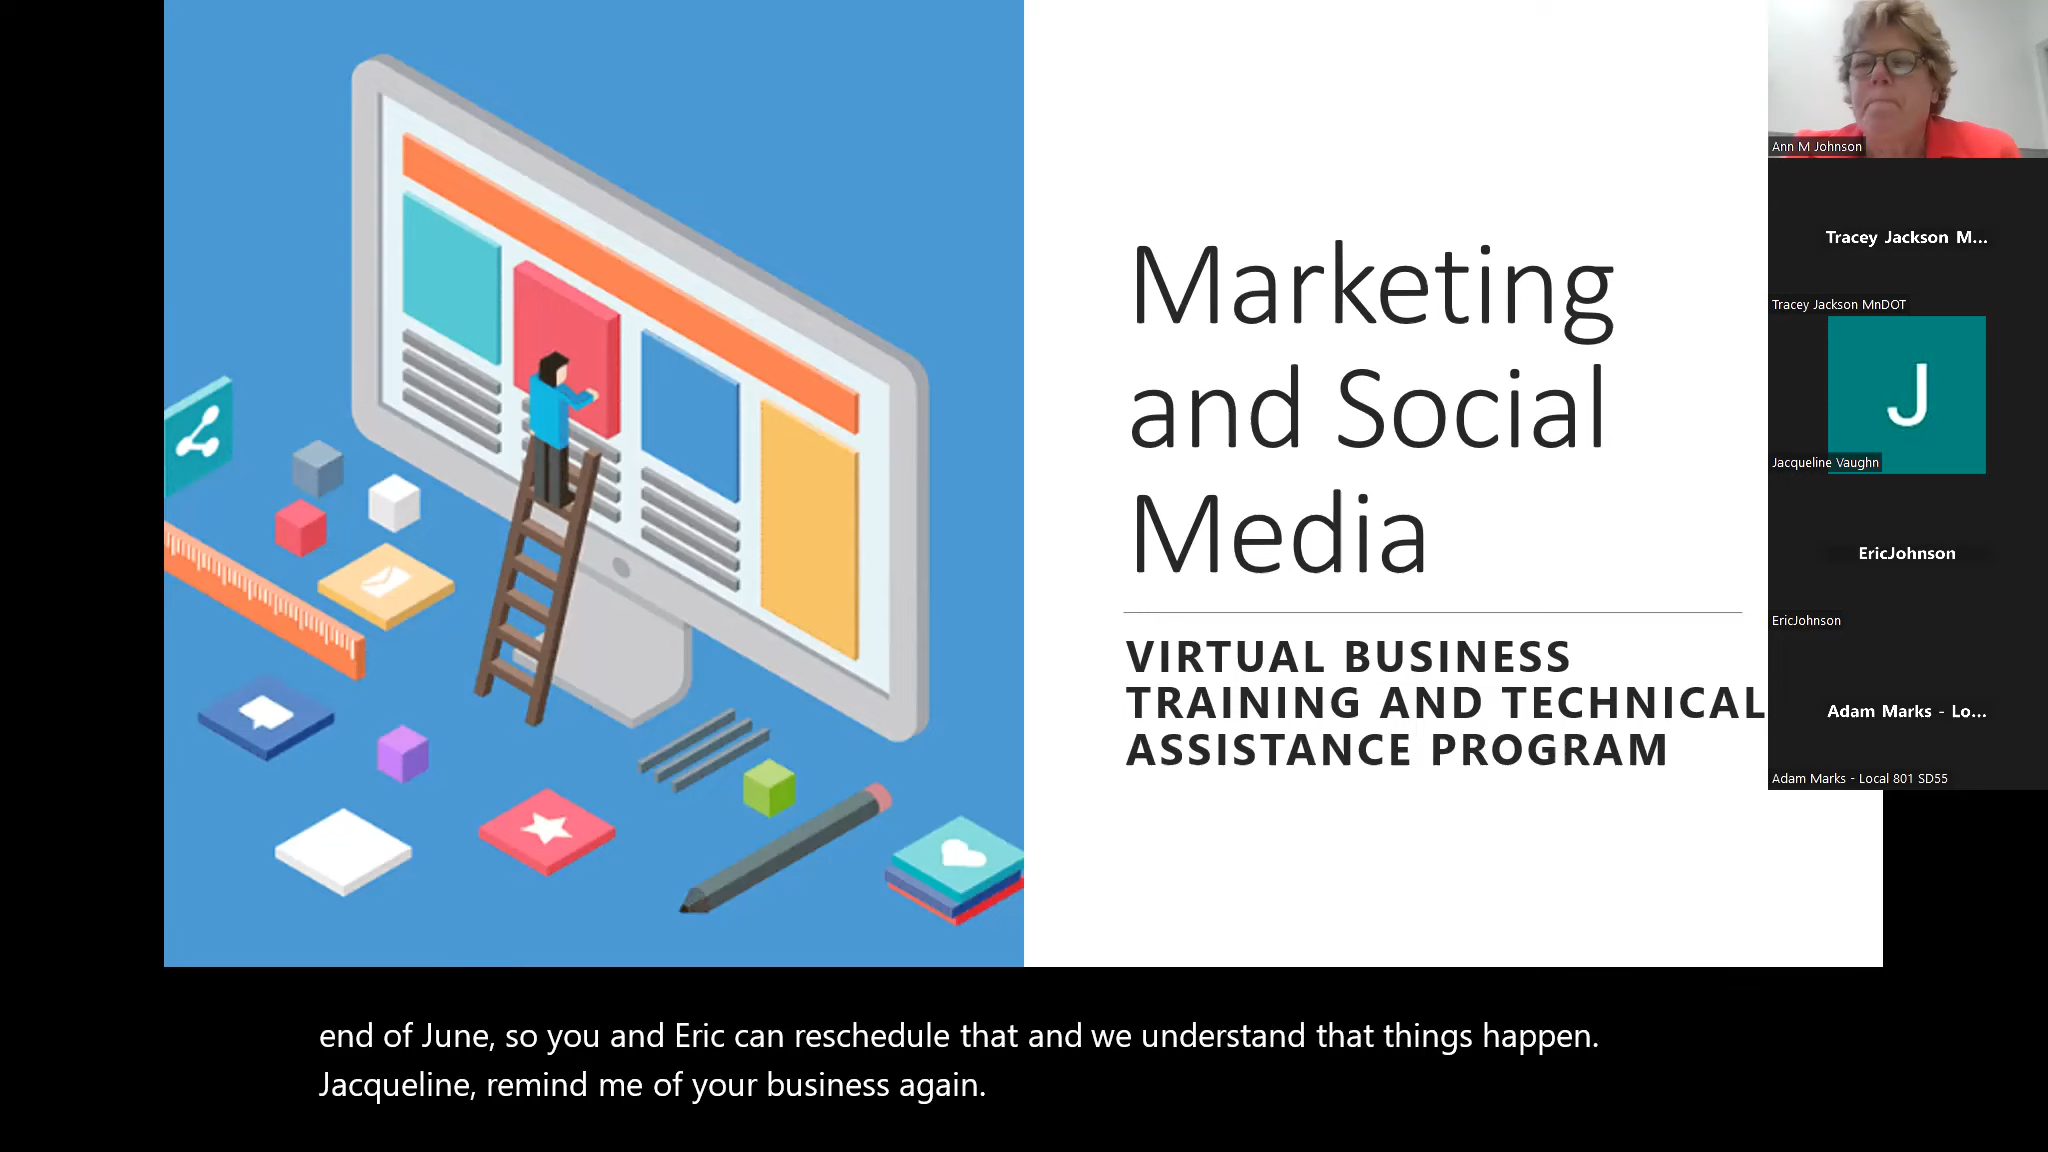 Marketing
and Social
Media
VIRTUAL BUSINESS
TRAINING AND TECHNICAL
ASSISTANCE PROGRAM
Ann M Johnson
Tracey Jackson M...
Tracey Jackson MnDOT
J
Jacqueline Vaughn
EricJohnson
EricJohnson
Adam Marks - Lo...
Adam Marks - Local 801 SD55
end of June, so you and Eric can reschedule that and we understand that things happen.
Jacqueline, remind me of your business again.